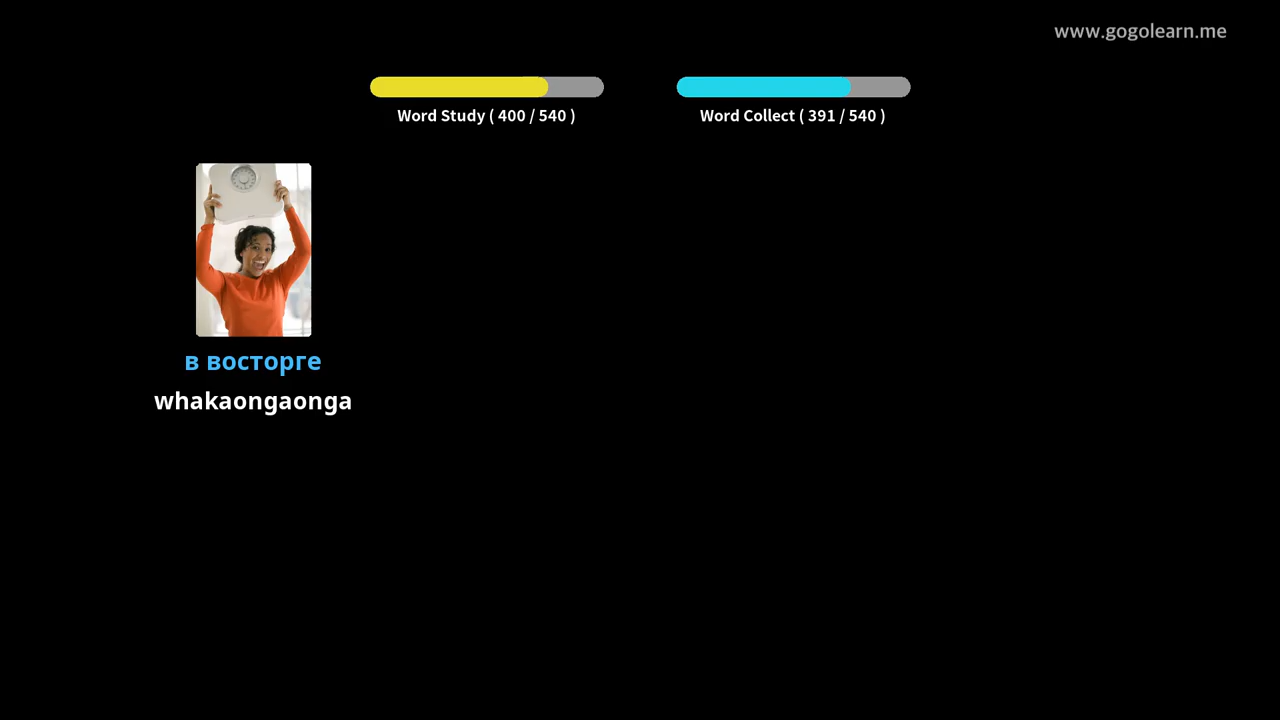 www.gogolearn.me
Word Study ( 400 / 540 )
Word Collect ( 391 / 540 )
в восторге
whakaongaonga